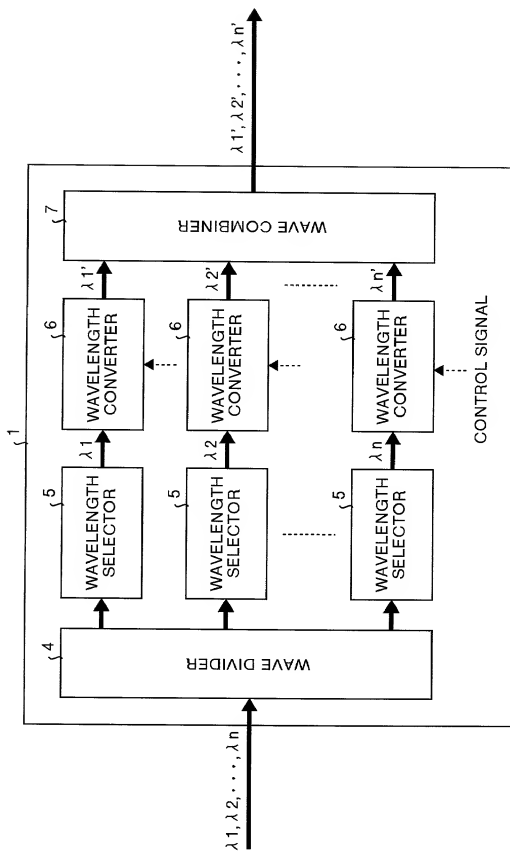 1
λ1, λ2, ···, λn
4
WAVE DIVIDER
5
WAVELENGTH
SELECTOR
λ1
6
WAVELENGTH
CONVERTER
λ1'
5
WAVELENGTH
SELECTOR
λ2
6
WAVELENGTH
CONVERTER
λ2'
5
WAVELENGTH
SELECTOR
λn
6
WAVELENGTH
CONVERTER
λn'
CONTROL SIGNAL
7
WAVE COMBINER
λ1', λ2', ···, λn'